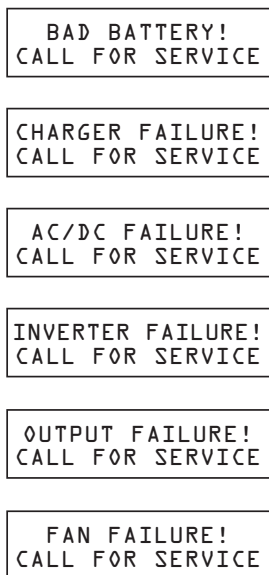 BAD BATTERY!
CALL FOR SERVICE
CHARGER FAILURE!
CALL FOR SERVICE
AC/DC FAILURE!
CALL FOR SERVICE
INVERTER FAILURE!
CALL FOR SERVICE
OUTPUT FAILURE!
CALL FOR SERVICE
FAN FAILURE!
CALL FOR SERVICE